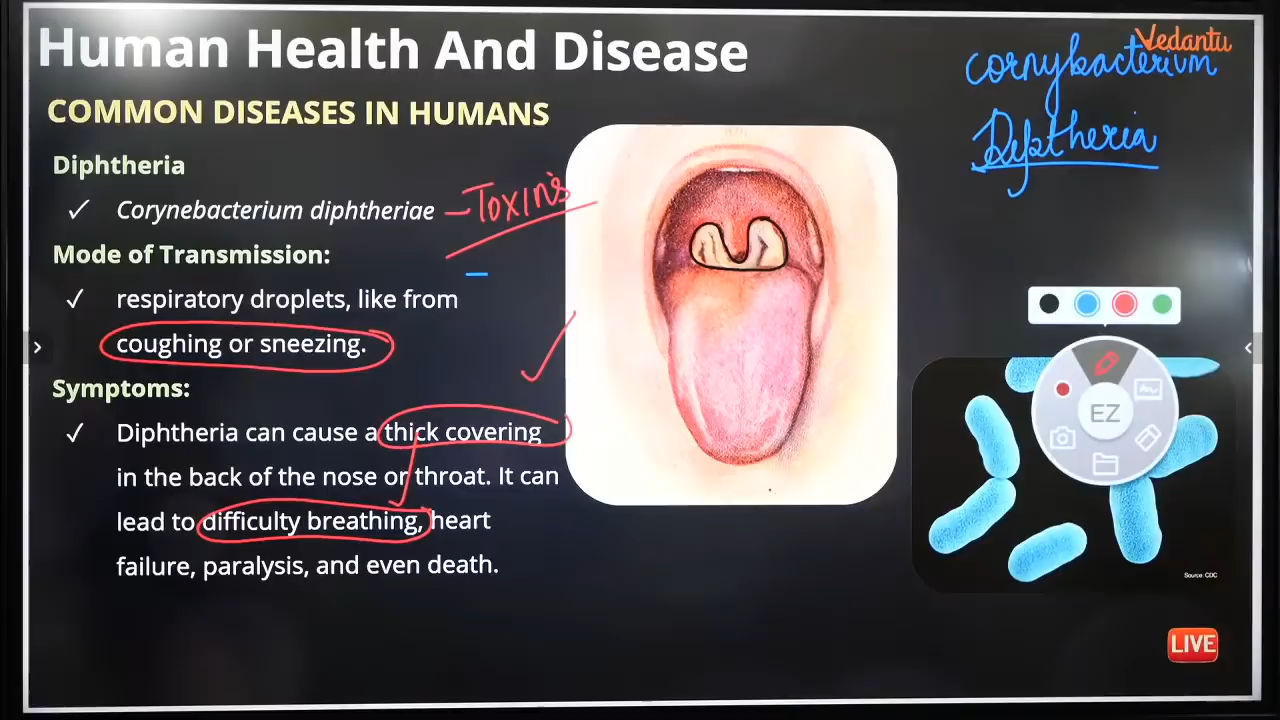 Human Health And Disease
Vedantu
cornybacterium
Diptheria
COMMON DISEASES IN HUMANS
Diphtheria
✓ Corynebacterium diphtheriae – Toxins
Mode of Transmission:
✓ respiratory droplets, like from
coughing or sneezing.
Symptoms:
✓ Diphtheria can cause a thick covering
in the back of the nose or throat. It can
lead to difficulty breathing, heart
failure, paralysis, and even death.
EZ
Source: CDC
LIVE